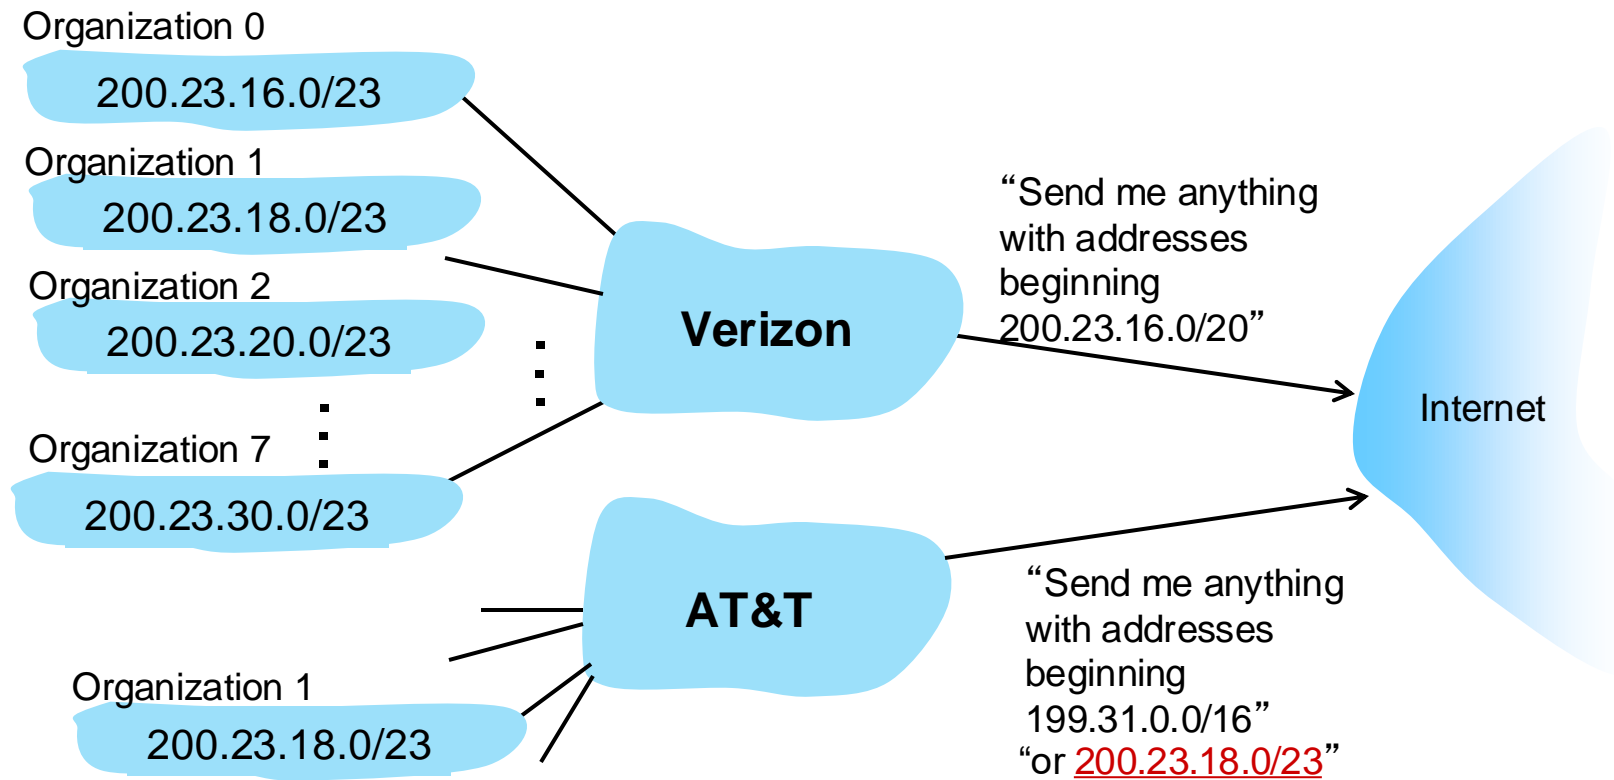 Organization 0
200.23.16.0/23
Organization 1
200.23.18.0/23
Organization 2
200.23.20.0/23
Organization 7
200.23.30.0/23
Verizon
“Send me anything
with addresses
beginning
200.23.16.0/20”
Internet
AT&T
“Send me anything
with addresses
beginning
199.31.0.0/16”
“or 200.23.18.0/23”
Organization 1
200.23.18.0/23